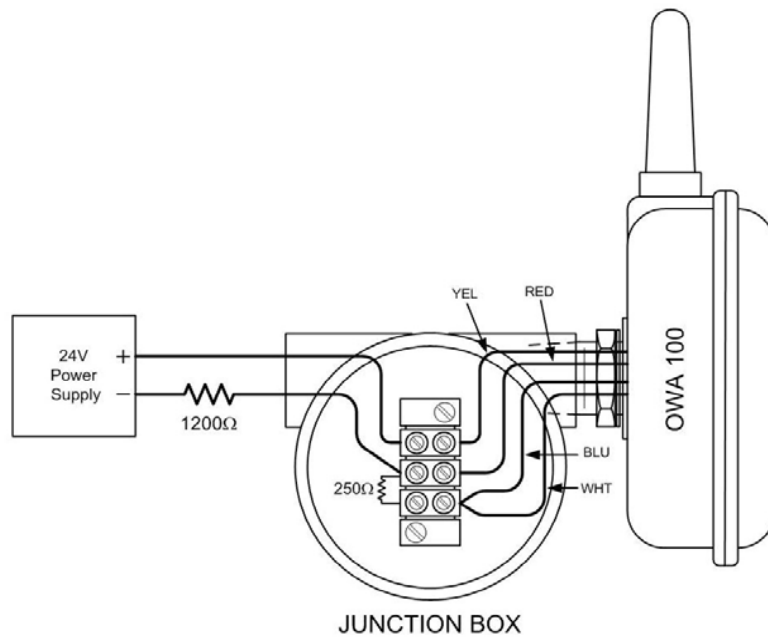 YEL
RED
24V
Power
Supply
+
−
1200Ω
250Ω
BLU
WHT
OWA 100
JUNCTION BOX